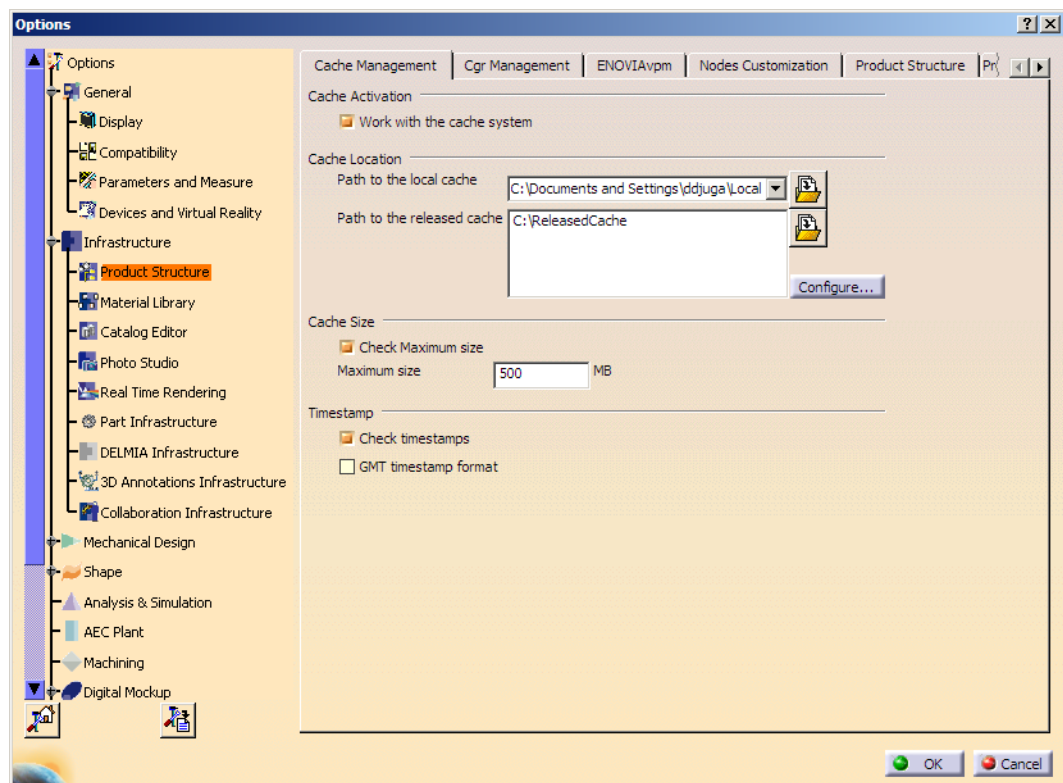 Options
Options
General
Display
Compatibility
Parameters and Measure
Devices and Virtual Reality
Infrastructure
Product Structure
Material Library
Catalog Editor
Photo Studio
Real Time Rendering
Part Infrastructure
DELMIA Infrastructure
3D Annotations Infrastructure
Collaboration Infrastructure
Mechanical Design
Shape
Analysis & Simulation
AEC Plant
Machining
Digital Mockup
Cache Management Cgr Management ENOVIAvpm Nodes Customization Product Structure Pr
Cache Activation
Work with the cache system
Cache Location
Path to the local cache C:\Documents and Settings\ddjuga\Local
Path to the released cache C:\ReleasedCache
Configure...
Cache Size
Check Maximum size
Maximum size 500 MB
Timestamp
Check timestamps
GMT timestamp format
OK Cancel